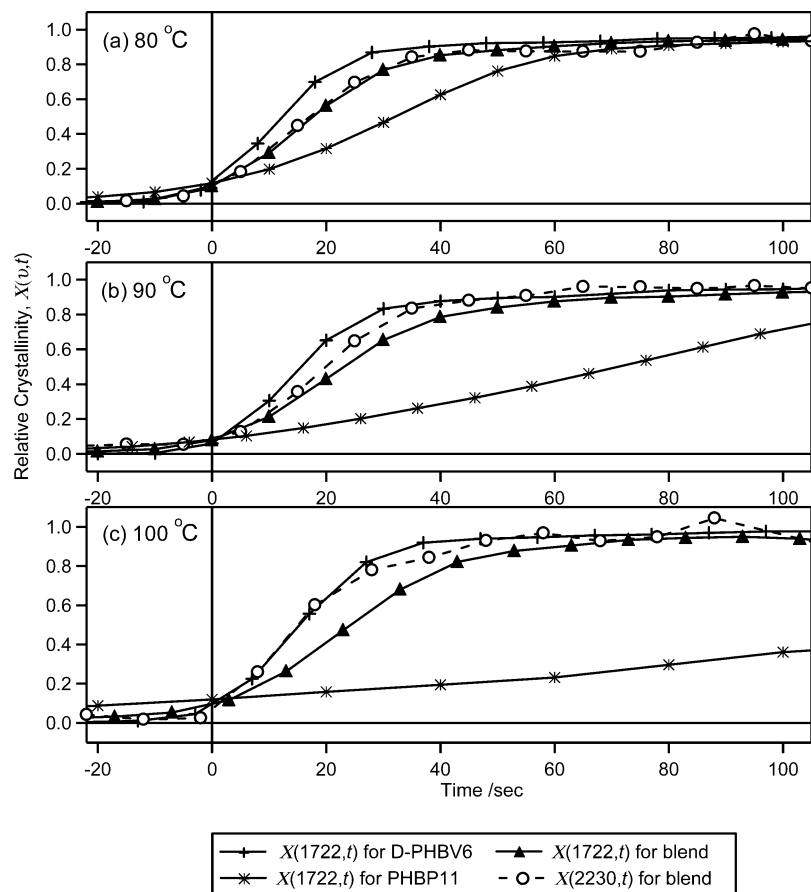 (a) 80 °C
1.0
0.8
0.6
0.4
0.2
0.0
-20 0 20 40 60 80 100
(b) 90 °C
1.0
0.8
0.6
0.4
0.2
0.0
-20 0 20 40 60 80 100
Relative Crystallinity, X(υ,t)
(c) 100 °C
1.0
0.8
0.6
0.4
0.2
0.0
-20 0 20 40 60 80 100
Time /sec
X(1722,t) for D-PHBV6 X(1722,t) for blend
X(1722,t) for PHBP11 X(2230,t) for blend